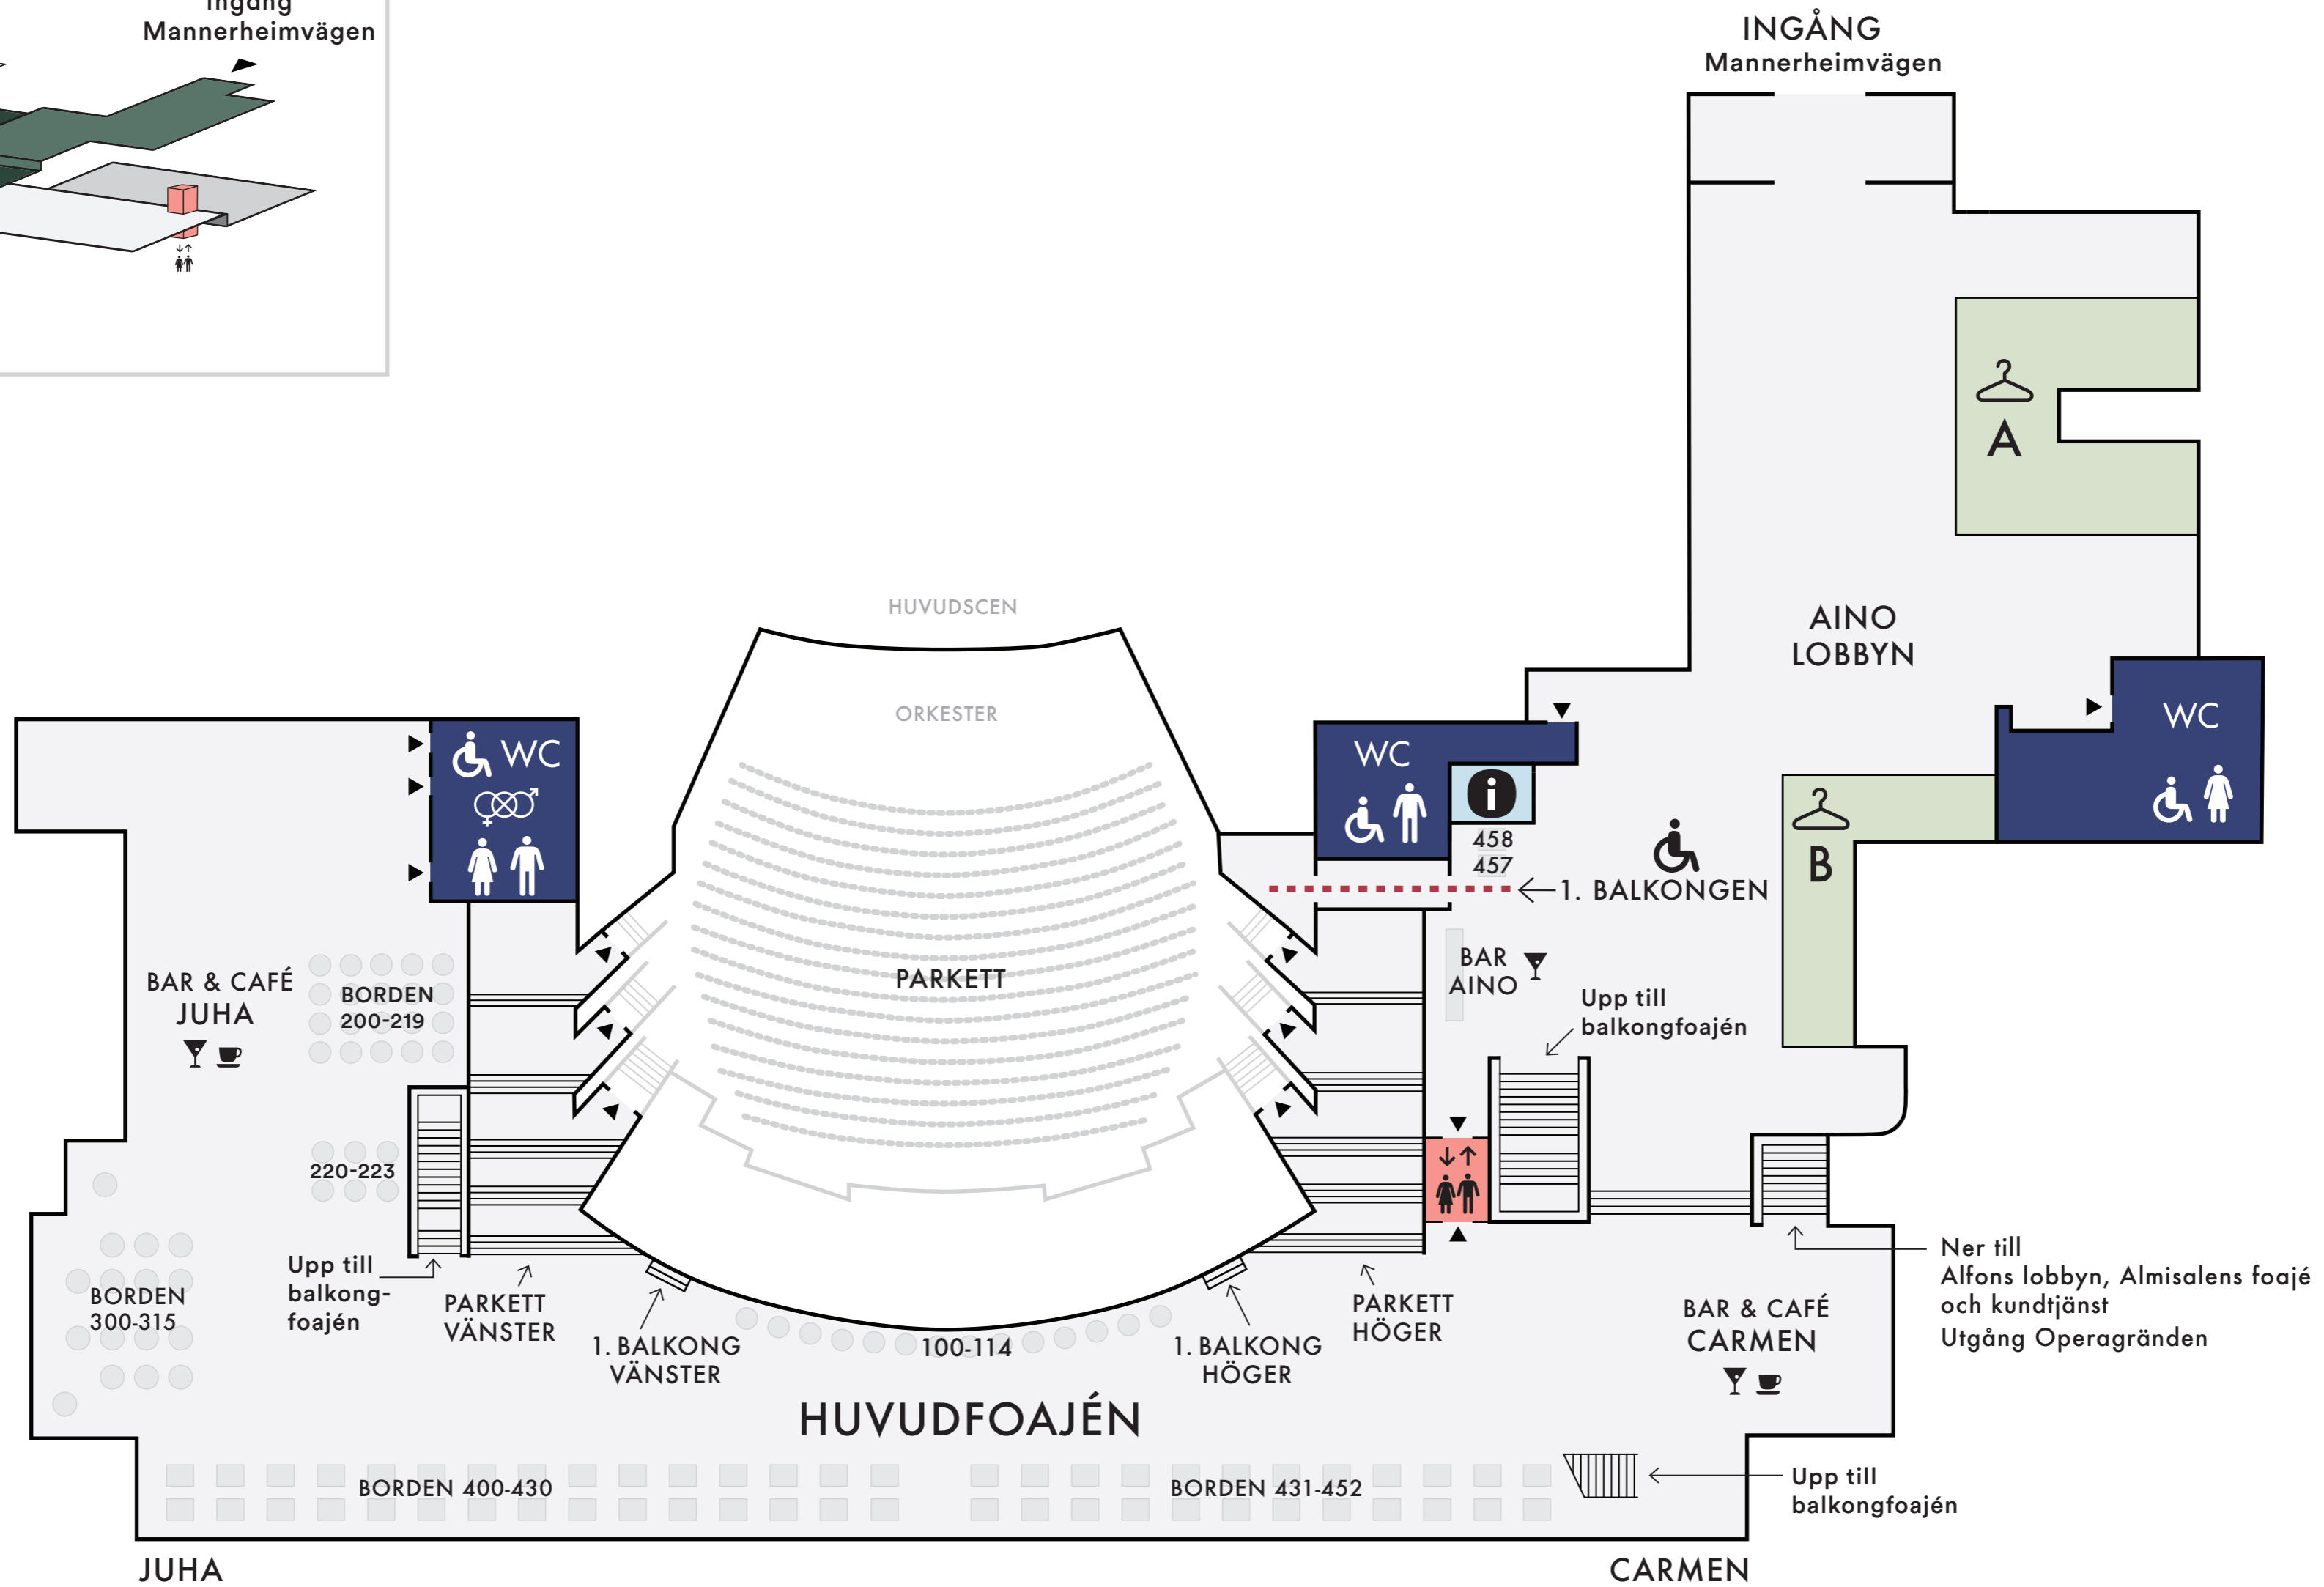 Ingång
Mannerheimvägen
INGÅNG
Mannerheimvägen
A
AINO
LOBBYN
HUVUDSCEN
ORKESTER
WC
WC
WC
i
458
457
1. BALKONGEN
B
PARKETT
BAR & CAFÉ
JUHA
BORDEN
200-219
BAR
AINO
Upp till
balkongfoajén
220-223
Upp till
balkong-
foajén
BORDEN
300-315
PARKETT
VÄNSTER
1. BALKONG
VÄNSTER
100-114
1. BALKONG
HÖGER
PARKETT
HÖGER
BAR & CAFÉ
CARMEN
Ner till
Alfons lobbyn, Almisalens foajé
och kundtjänst
Utgång Operagränden
HUVUDFOAJÉN
BORDEN 400-430
BORDEN 431-452
Upp till
balkongfoajén
JUHA
CARMEN